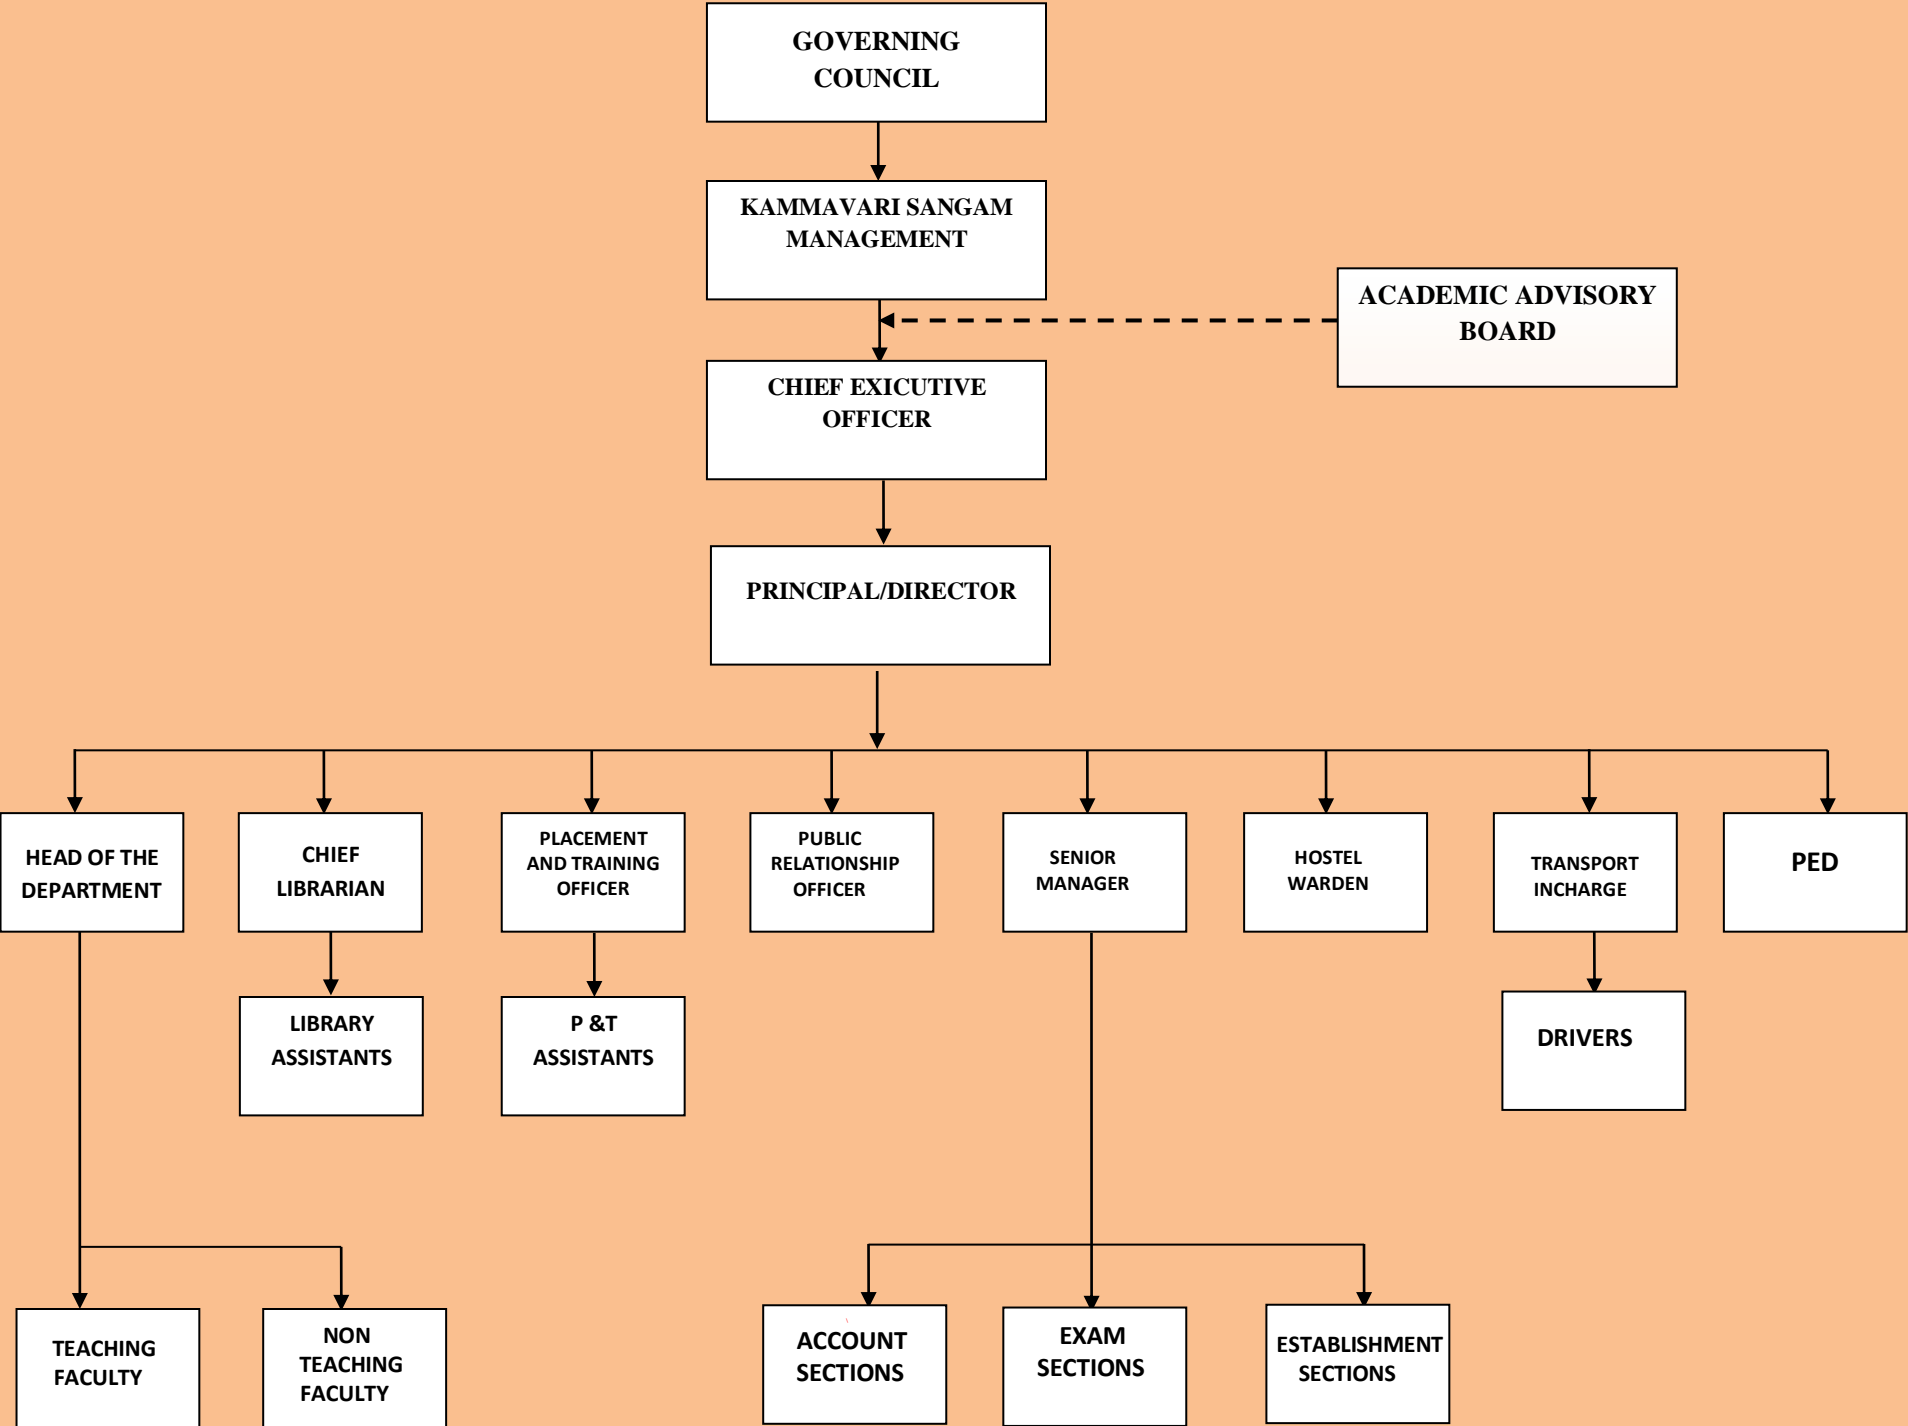 GOVERNING
COUNCIL
KAMMAVARI SANGAM
MANAGEMENT
ACADEMIC ADVISORY
BOARD
CHIEF EXICUTIVE
OFFICER
PRINCIPAL/DIRECTOR
HEAD OF THE
DEPARTMENT
CHIEF
LIBRARIAN
PLACEMENT
AND TRAINING
OFFICER
PUBLIC
RELATIONSHIP
OFFICER
SENIOR
MANAGER
HOSTEL
WARDEN
TRANSPORT
INCHARGE
PED
LIBRARY
ASSISTANTS
P &T
ASSISTANTS
DRIVERS
TEACHING
FACULTY
NON
TEACHING
FACULTY
ACCOUNT
SECTIONS
EXAM
SECTIONS
ESTABLISHMENT
SECTIONS